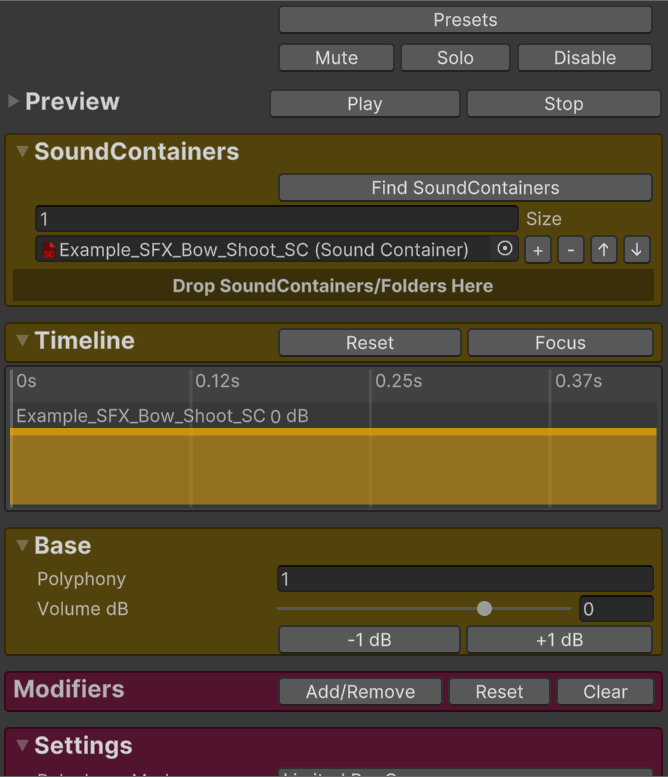 Presets
Mute Solo Disable
Preview Play Stop
SoundContainers
Find SoundContainers
1 Size
SC Example_SFX_Bow_Shoot_SC (Sound Container) + - ↑ ↓
Drop SoundContainers/Folders Here
Timeline Reset Focus
0s 0.12s 0.25s 0.37s
Example_SFX_Bow_Shoot_SC 0 dB
Base
Polyphony 1
Volume dB 0
-1 dB +1 dB
Modifiers Add/Remove Reset Clear
Settings